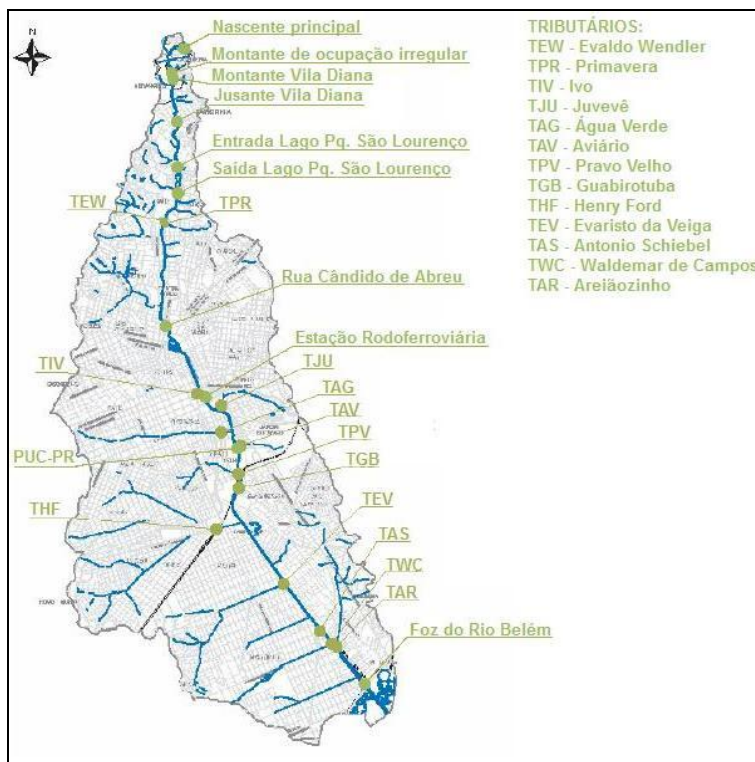 N
Nascente principal
Montante de ocupação irregular
Montante Vila Diana
Jusante Vila Diana
Entrada Lago Pq. São Lourenço
Saída Lago Pq. São Lourenço
TEW
TPR
Rua Cândido de Abreu
Estação Rodoferroviária
TIV
TJU
TAG
TAV
TPV
PUC-PR
TGB
TEV
THF
TAS
TWC
TAR
Foz do Rio Belém
TRIBUTÁRIOS:
TEW - Evaldo Wendler
TPR - Primavera
TIV - Ivo
TJU - Juvevê
TAG - Água Verde
TAV - Aviário
TPV - Pravo Velho
TGB - Guabirotuba
THF - Henry Ford
TEV - Evaristo da Veiga
TAS - Antonio Schiebel
TWC - Waldemar de Campos
TAR - Areiãozinho